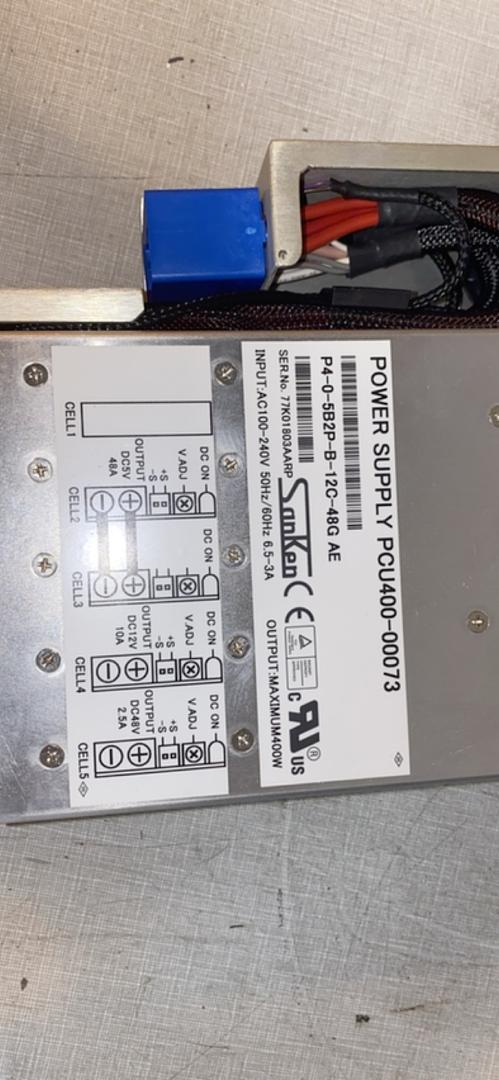 POWER SUPPLY PCU400-00073
P4-0-5B2P-B-12C-48G AE
SER.No. 77K01803AARP
SanKen
CE
C
US
INPUT:AC100-240V 50Hz/60Hz 6.5-3A
OUTPUT:MAXIMUM400W
DC ON
DC ON
DC ON
DC ON
V.ADJ
V.ADJ
V.ADJ
+S
-S
+S
-S
+S
-S
OUTPUT
DC5V
48A
OUTPUT
DC12V
10A
OUTPUT
DC48V
2.5A
CELL1
CELL2
CELL3
CELL4
CELL5